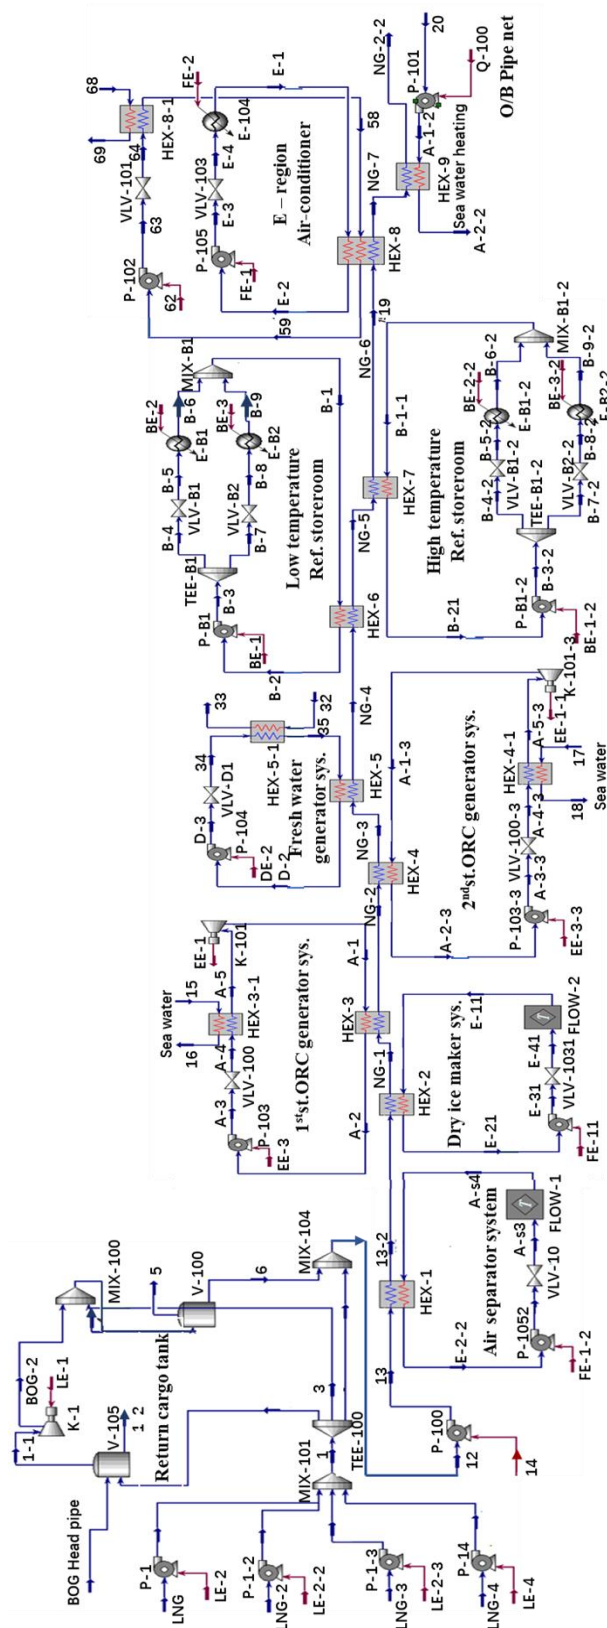 BOG Head pipe
1-1
BOG-2
LE-1
K-1
V-105
1 2
Return cargo tank
MIX-100
5
V-100
6
MIX-104
P-1
LNG
LE-2
P-1-2
LNG-2
LE-2-2
P-1-3
LNG-3
LE-2-3
P-14
LNG-4
LE-4
MIX-101
1
TEE-100
3
P-100
12
14
13
13-2
HEX-1
E-2-2
A-s4
A-s3
FLOW-1
VLV-10
P-1052
FE-1-2
Air separator system
HEX-2
NG-1
E-21
E-11
E-41
E-31
FLOW-2
VLV-1031
FE-11
Dry ice maker sys.
Sea water
16
15
HEX-3-1
A-4
A-5
VLV-100
A-3
P-103
EE-3
EE-1
K-101
A-1
A-2
HEX-3
1ˢᵗst.ORC generator sys.
NG-2
HEX-4
NG-3
A-1-3
A-2-3
P-103-3
EE-3-3
A-3-3
VLV-100-3
A-4-3
HEX-4-1
A-5-3
K-101-3
EE-1-1
17
18
Sea water
2ⁿᵈst.ORC generator sys.
33
32
35
34
HEX-5-1
VLV-D1
D-3
P-104
DE-2
D-2
HEX-5
Fresh water
generator sys.
NG-4
HEX-6
B-2
B-1
BE-1
P-B1
B-3
TEE-B1
B-4
VLV-B1
B-5
BE-2
B-6
E-B1
B-7
VLV-B2
B-8
BE-3
B-9
E-B2
MIX-B1
Low temperature
Ref. storeroom
NG-5
HEX-7
B-21
B-1-1
BE-1-2
P-B1-2
B-3-2
TEE-B1-2
B-4-2
VLV-B1-2
B-5-2
BE-2-2
B-6-2
E-B1-2
B-7-2
VLV-B2-2
B-8-2
BE-3-2
B-9-2
E-B2-2
MIX-B1-2
High temperature
Ref. storeroom
NG-6
19
HEX-8
NG-7
59
58
62
P-102
63
VLV-101
64
HEX-8-1
69
68
E-2
FE-1
P-105
E-3
VLV-103
E-4
FE-2
E-104
E-1
E – region
Air-conditioner
HEX-9
NG-2-2
A-1-2
A-2-2
Sea water heating
P-101
20
Q-100
O/B Pipe net